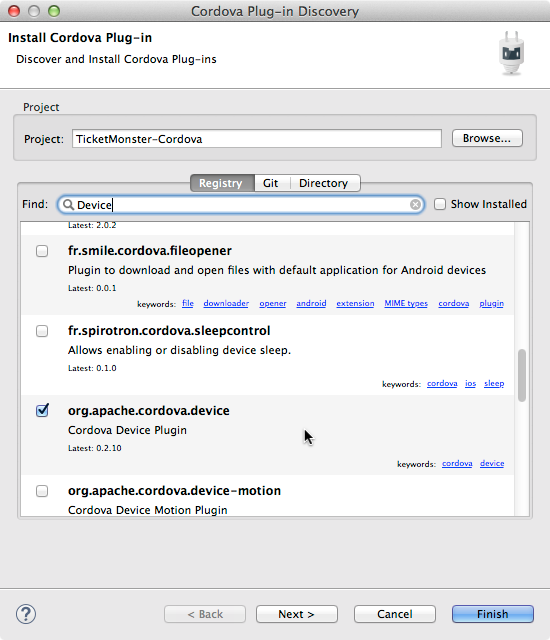 Cordova Plug-in Discovery
Install Cordova Plug-in
Discover and Install Cordova Plug-ins
Project
Project: TicketMonster-Cordova Browse...
Registry Git Directory
Find: Device Show Installed
Latest: 2.0.2
fr.smile.cordova.fileopener
Plugin to download and open files with default application for Android devices
Latest: 0.0.1
keywords: file downloader opener android extension MIME types cordova plugin
fr.spirotron.cordova.sleepcontrol
Allows enabling or disabling device sleep.
Latest: 0.1.0
keywords: cordova ios sleep
org.apache.cordova.device
Cordova Device Plugin
Latest: 0.2.10
keywords: cordova device
org.apache.cordova.device-motion
Cordova Device Motion Plugin
? < Back Next > Cancel Finish